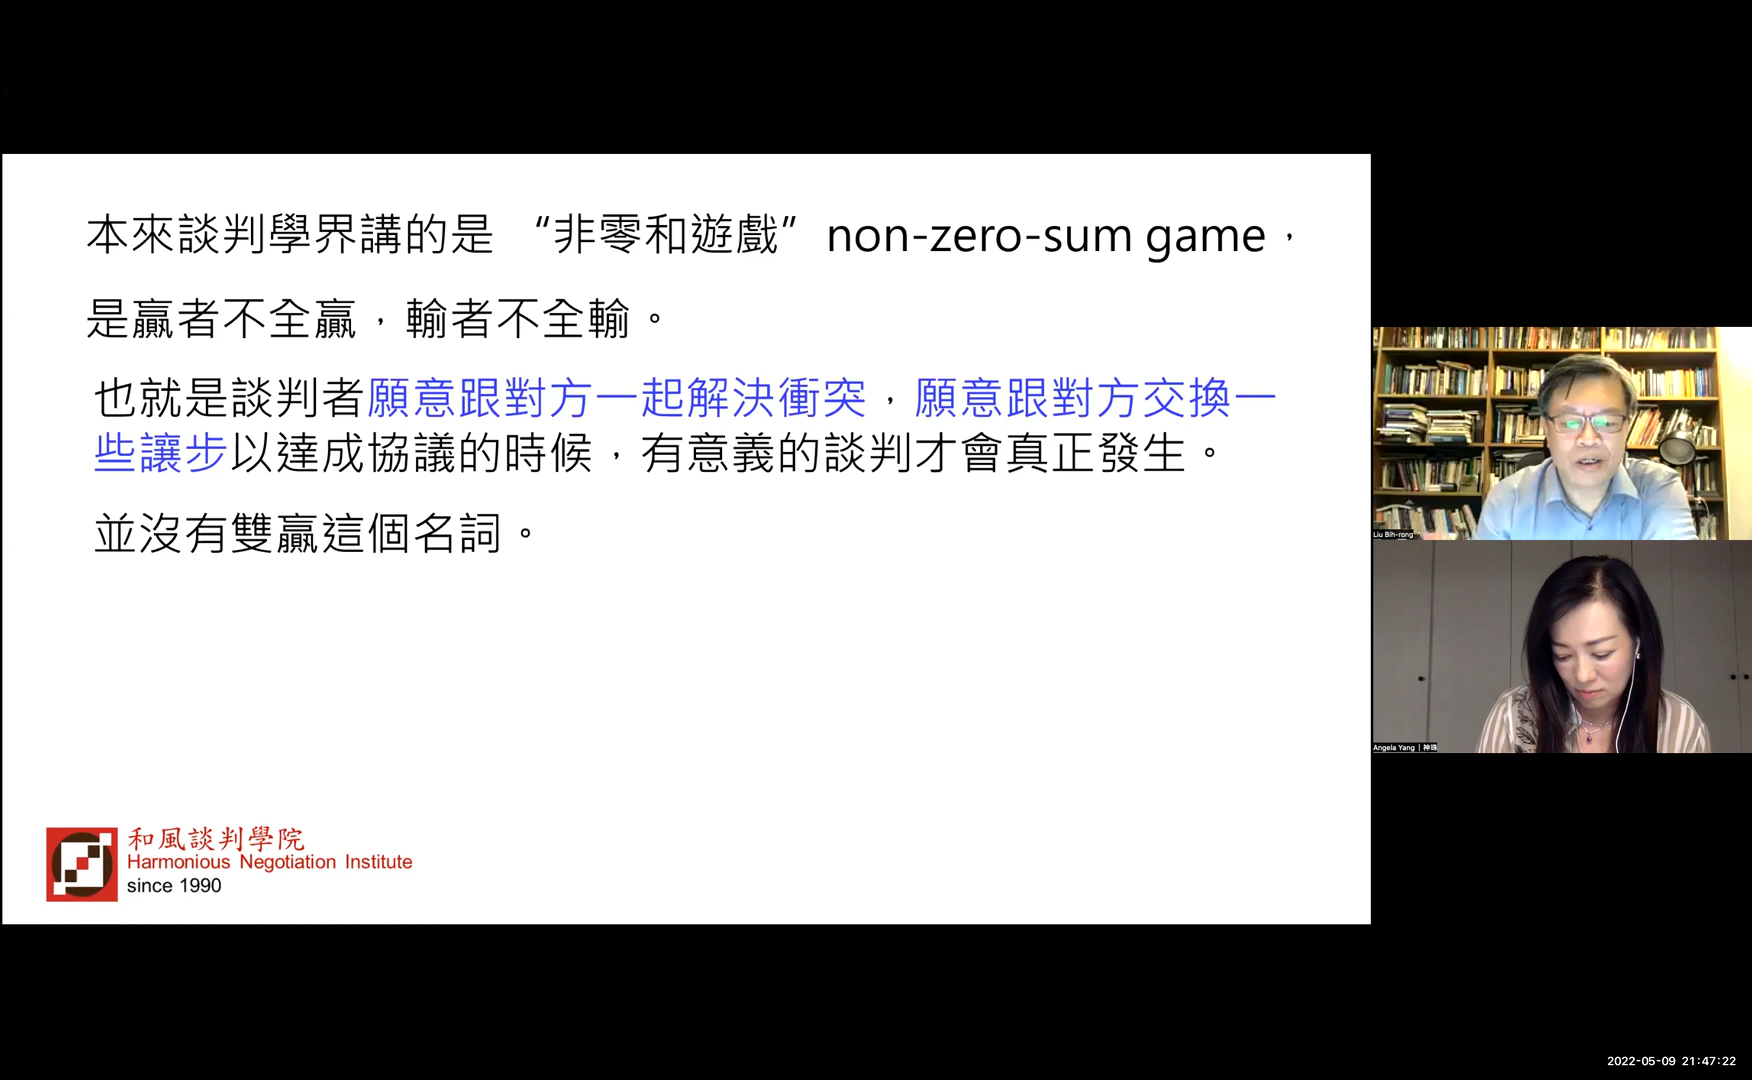 本來談判學界講的是 “非零和遊戲” non-zero-sum game，
是贏者不全贏，輸者不全輸。
也就是談判者願意跟對方一起解決衝突，願意跟對方交換一
些讓步以達成協議的時候，有意義的談判才會真正發生。
並沒有雙贏這個名詞。
和風談判學院
Harmonious Negotiation Institute
since 1990
Liu Bih-rong
Angela Yang | 神珠
2022-05-09 21:47:22